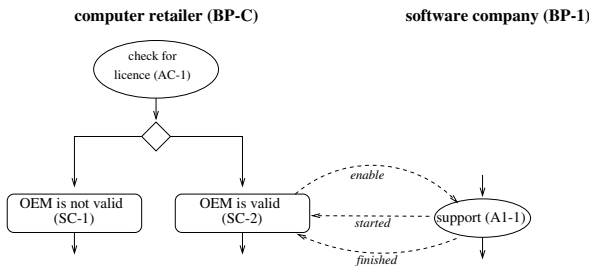 computer retailer (BP-C)
software company (BP-1)
check for
licence (AC-1)
enable
OEM is not valid
(SC-1)
OEM is valid
(SC-2)
started
support (A1-1)
finished